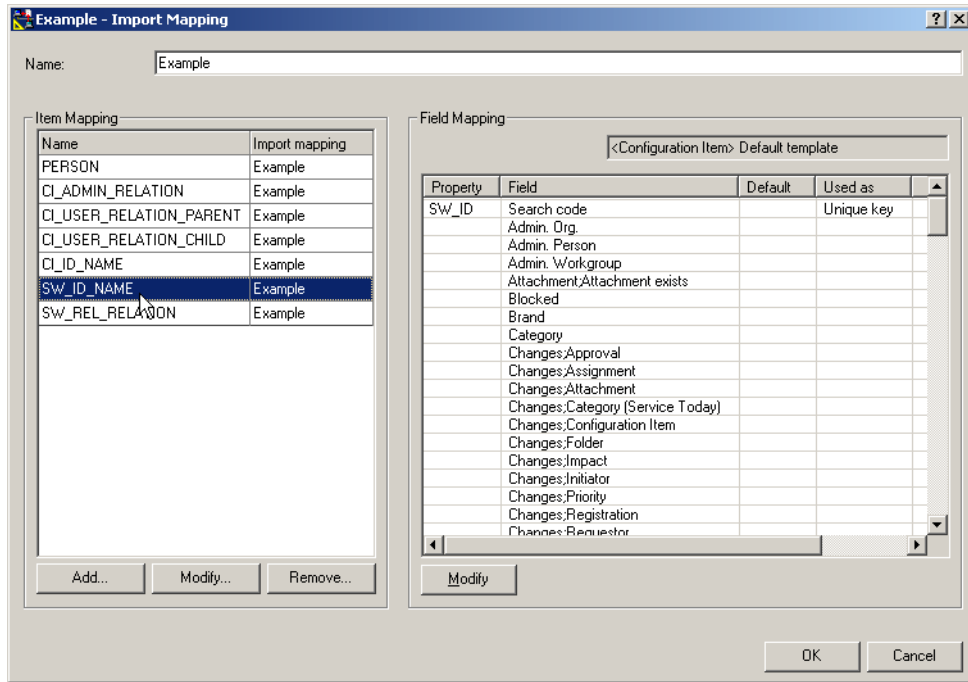 Example - Import Mapping
Name: Example
Item Mapping
Name Import mapping
PERSON Example
CI_ADMIN_RELATION Example
CI_USER_RELATION_PARENT Example
CI_USER_RELATION_CHILD Example
CI_ID_NAME Example
SW_ID_NAME Example
SW_REL_RELATION Example
Add... Modify... Remove...
Field Mapping
<Configuration Item> Default template
Property Field Default Used as
SW_ID Search code Unique key
Admin. Org.
Admin. Person
Admin. Workgroup
Attachment;Attachment exists
Blocked
Brand
Category
Changes;Approval
Changes;Assignment
Changes;Attachment
Changes;Category (Service Today)
Changes;Configuration Item
Changes;Folder
Changes;Impact
Changes;Initiator
Changes;Priority
Changes;Registration
Changes;Requestor
Modify
OK Cancel